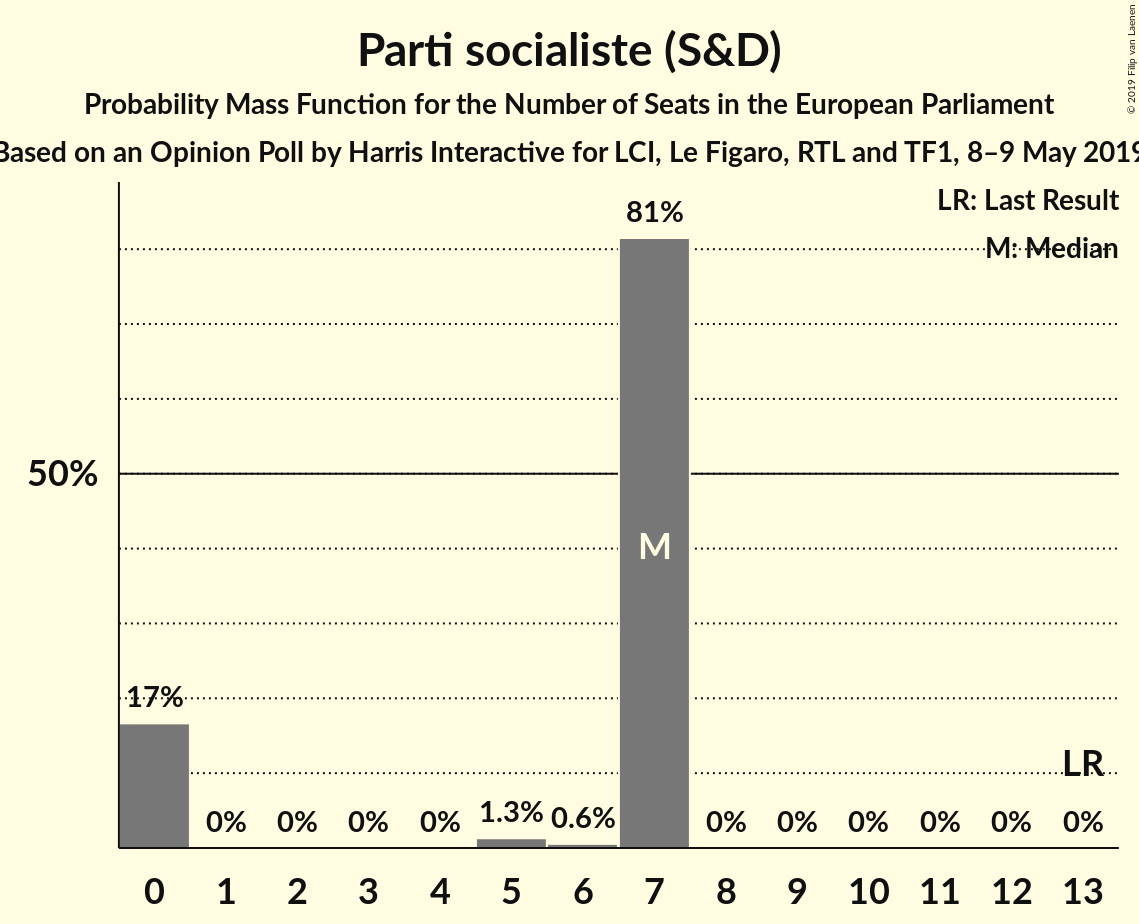 Parti socialiste (S&D)
Probability Mass Function for the Number of Seats in the European Parliament
Based on an Opinion Poll by Harris Interactive for LCI, Le Figaro, RTL and TF1, 8–9 May 2019
© 2019 Filip van Laenen
LR: Last Result
M: Median
81%
50%
M
17%
LR
0% 0% 0% 0% 1.3% 0.6% 0% 0% 0% 0% 0% 0%
0 1 2 3 4 5 6 7 8 9 10 11 12 13